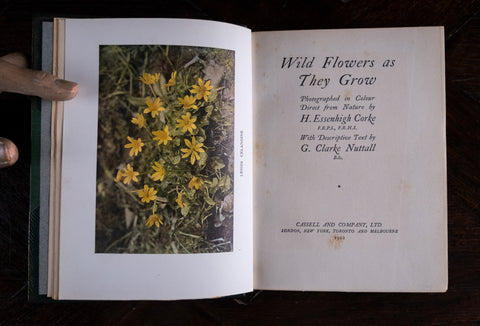 LESSER CELANDINE
Wild Flowers as
They Grow
Photographed in Colour
Direct from Nature by
H. Essenhigh Corke
F.R.P.S., F.R.H.S.
With Descriptive Text by
G. Clarke Nuttall
B.Sc.
CASSELL AND COMPANY, LTD
LONDON, NEW YORK, TORONTO AND MELBOURNE